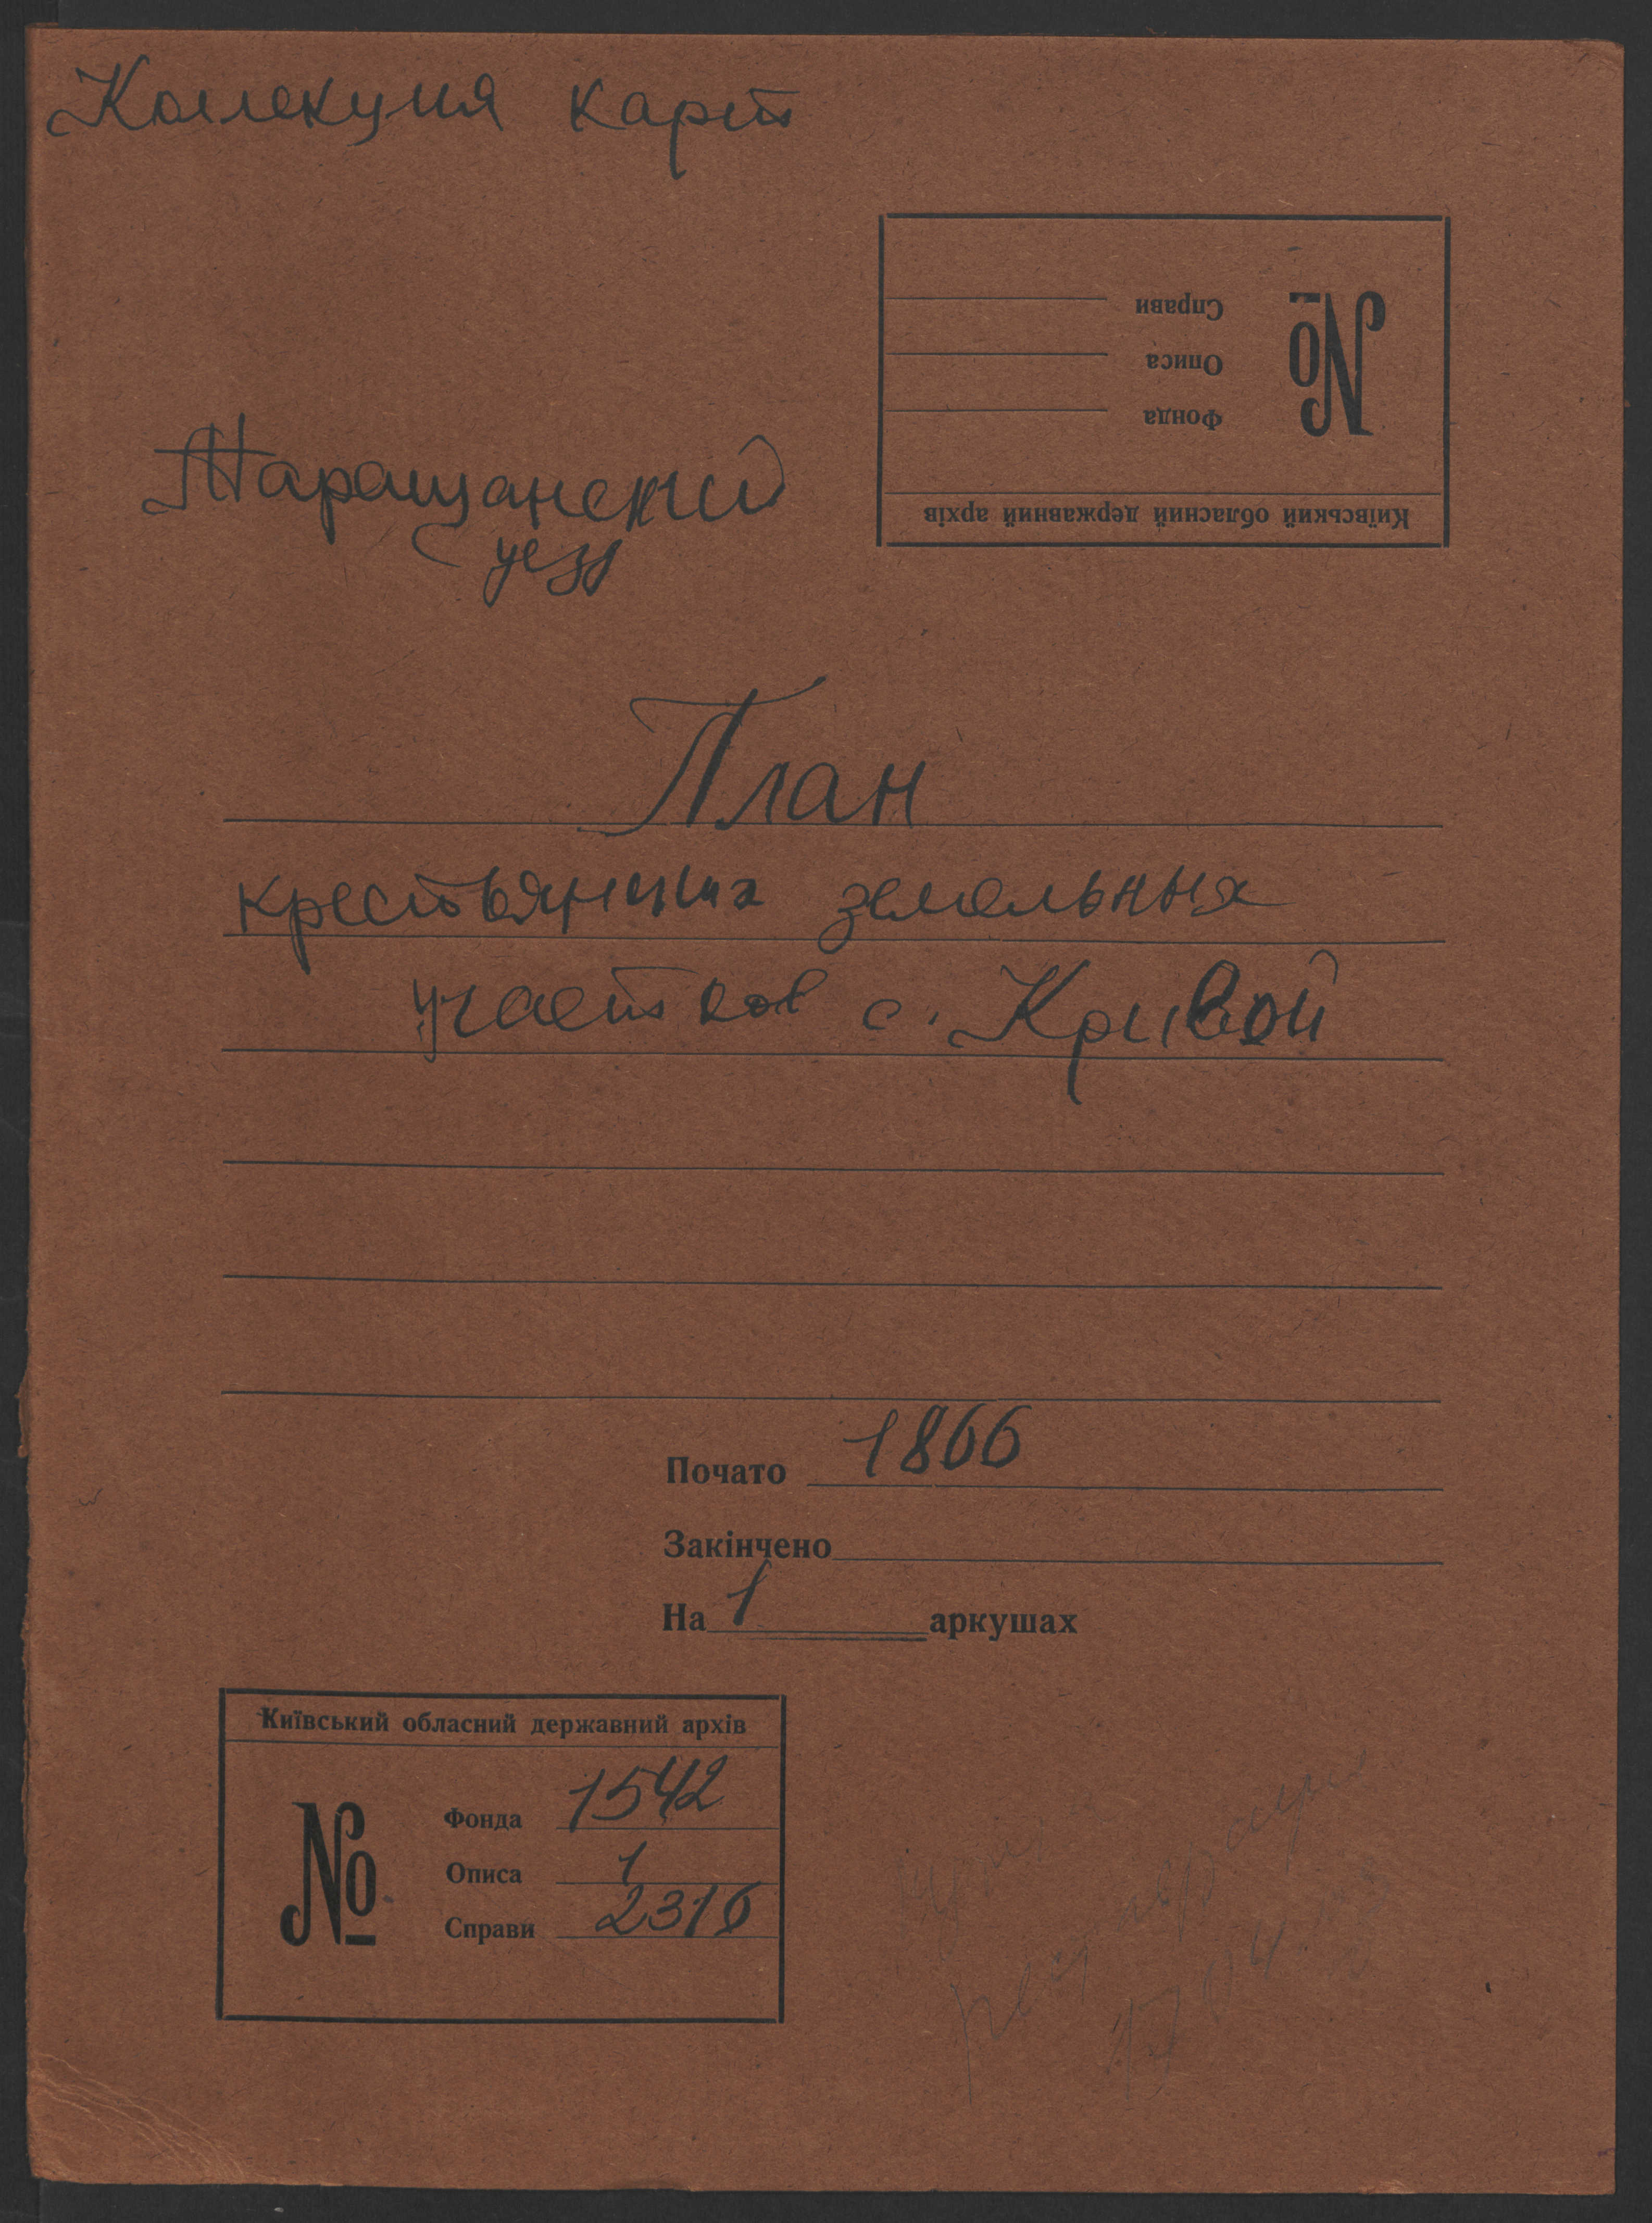 Коллекция карт
Справи
Описа
Фонда
№
Київський обласний державний архів
Таращанский
уезд
План
крестьянских земельных
участков с. Кривой
Почато 1866
Закінчено
На 1 аркушах
Київський обласний державний архів
№
Фонда 1542
Описа 1
Справи 2316